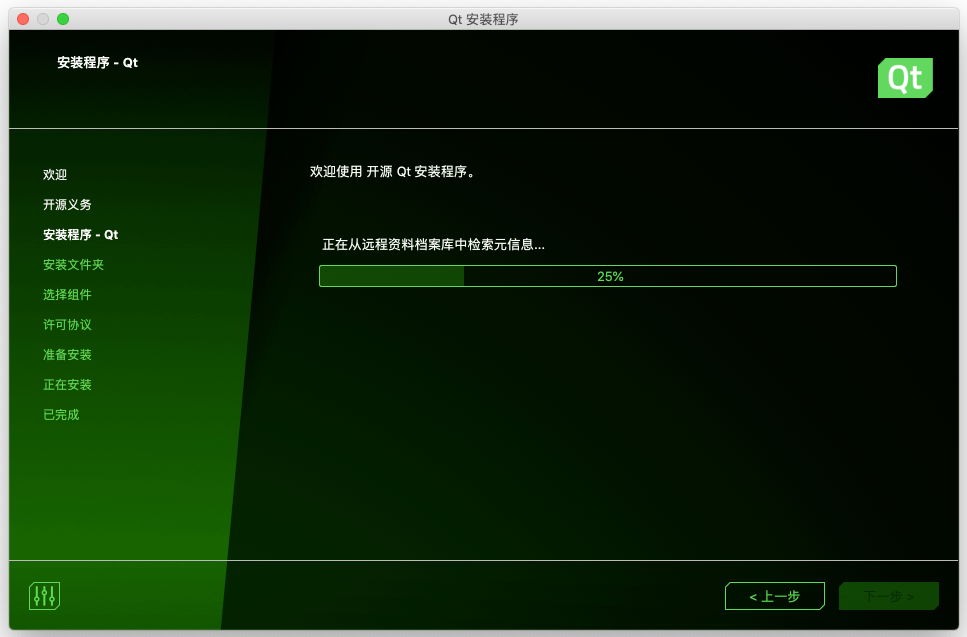 Qt 安装程序
安装程序 - Qt
Qt
欢迎
开源义务
安装程序 - Qt
安装文件夹
选择组件
许可协议
准备安装
正在安装
已完成
欢迎使用 开源 Qt 安装程序。
正在从远程资料档案库中检索元信息...
25%
< 上一步
下一步 >